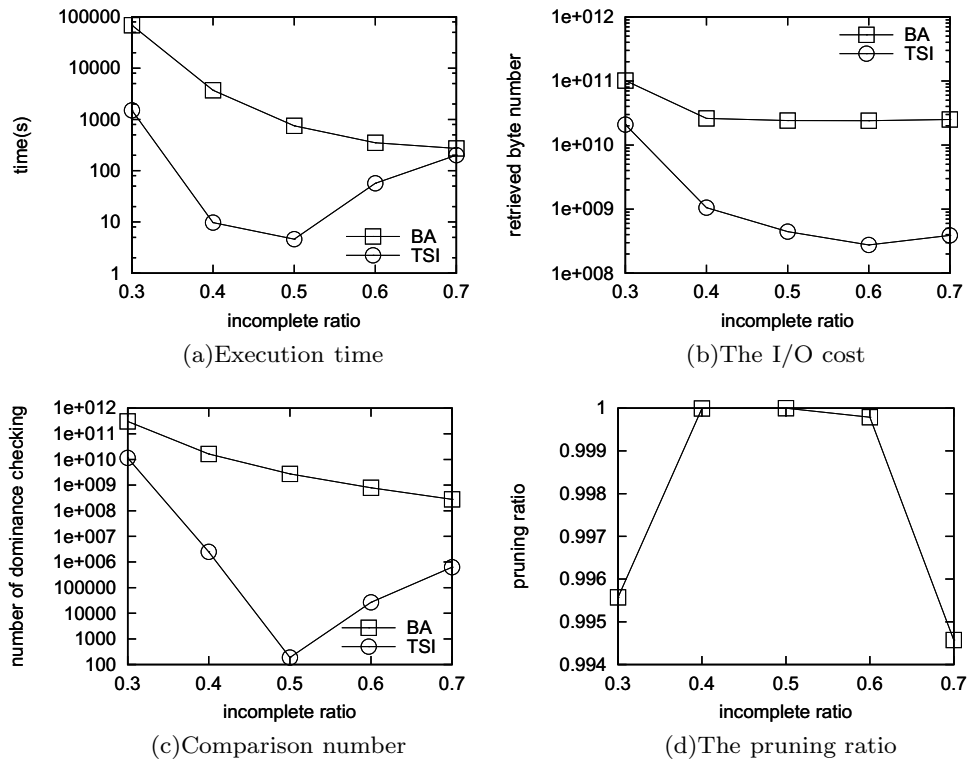 100000
10000
1000
100
10
1
time(s)
BA
TSI
0.3 0.4 0.5 0.6 0.7
incomplete ratio
(a)Execution time
1e+012
1e+011
1e+010
1e+009
1e+008
retrieved byte number
BA
TSI
0.3 0.4 0.5 0.6 0.7
incomplete ratio
(b)The I/O cost
1e+012
1e+011
1e+010
1e+009
1e+008
1e+007
1e+006
100000
10000
1000
100
number of dominance checking
BA
TSI
0.3 0.4 0.5 0.6 0.7
incomplete ratio
(c)Comparison number
1
0.999
0.998
0.997
0.996
0.995
0.994
pruning ratio
0.3 0.4 0.5 0.6 0.7
incomplete ratio
(d)The pruning ratio